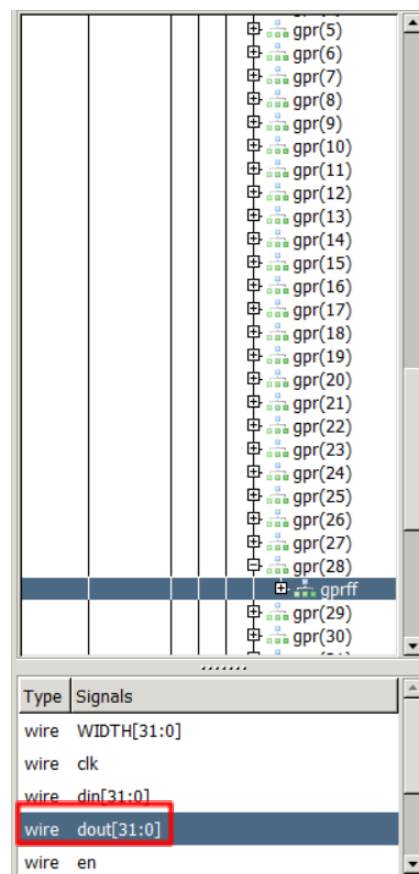 gpr(5)
gpr(6)
gpr(7)
gpr(8)
gpr(9)
gpr(10)
gpr(11)
gpr(12)
gpr(13)
gpr(14)
gpr(15)
gpr(16)
gpr(17)
gpr(18)
gpr(19)
gpr(20)
gpr(21)
gpr(22)
gpr(23)
gpr(24)
gpr(25)
gpr(26)
gpr(27)
gpr(28)
gprff
gpr(29)
gpr(30)
Type Signals
wire WIDTH[31:0]
wire clk
wire din[31:0]
wire dout[31:0]
wire en